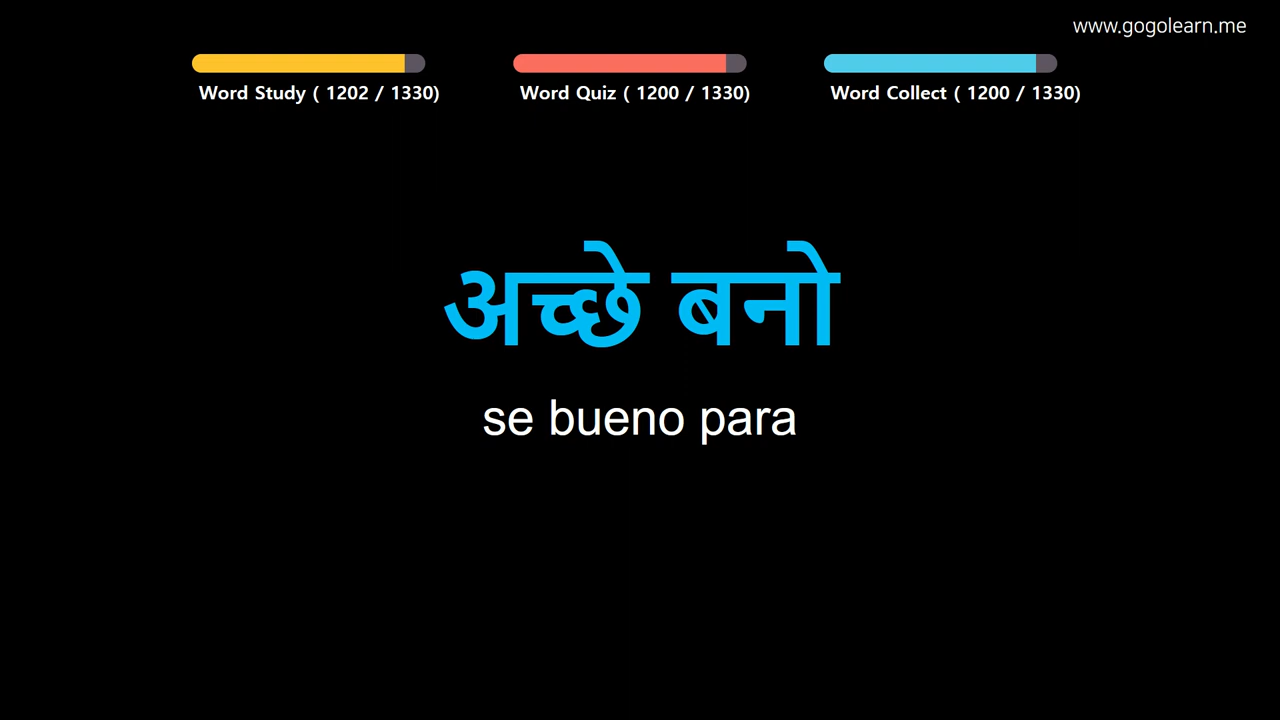 www.gogolearn.me
Word Study ( 1202 / 1330)
Word Quiz ( 1200 / 1330)
Word Collect ( 1200 / 1330)
अच्छे बनो
se bueno para